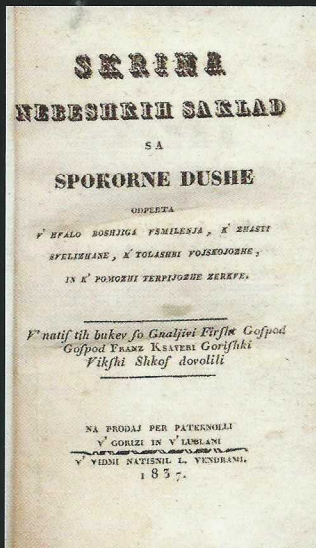 SKRINA
NEBESHKIH SAKLAD
SA
SPOKORNE DUSHE
ODPERTA
V' HVALO BOSHJIGA VSMILENJA, K' ZHASTI
SVELIZHANE, K' TOLASHBI VOJSKOJOZHE,
IN K' POMOZHI TERPIJOZHE ZERKVE.
V' natiſ tih bukev ſo Gnaljivi Firſht Goſpod
Goſpod FRANZ KSAVERI Goriſhki
Vikſhi Shkoſ dovolili
NA PRODAJ PER PATERNOLLI
V' GORIZI IN V' LUBLANI
V' VIDMI NATISNIL L. VENDRAMI.
1837.